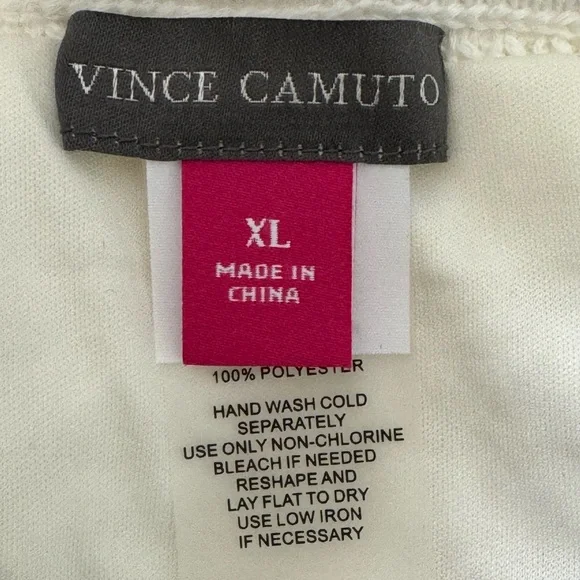 VINCE CAMUTO
XL
MADE IN
CHINA
100% POLYESTER
HAND WASH COLD
SEPARATELY
USE ONLY NON-CHLORINE
BLEACH IF NEEDED
RESHAPE AND
LAY FLAT TO DRY
USE LOW IRON
IF NECESSARY